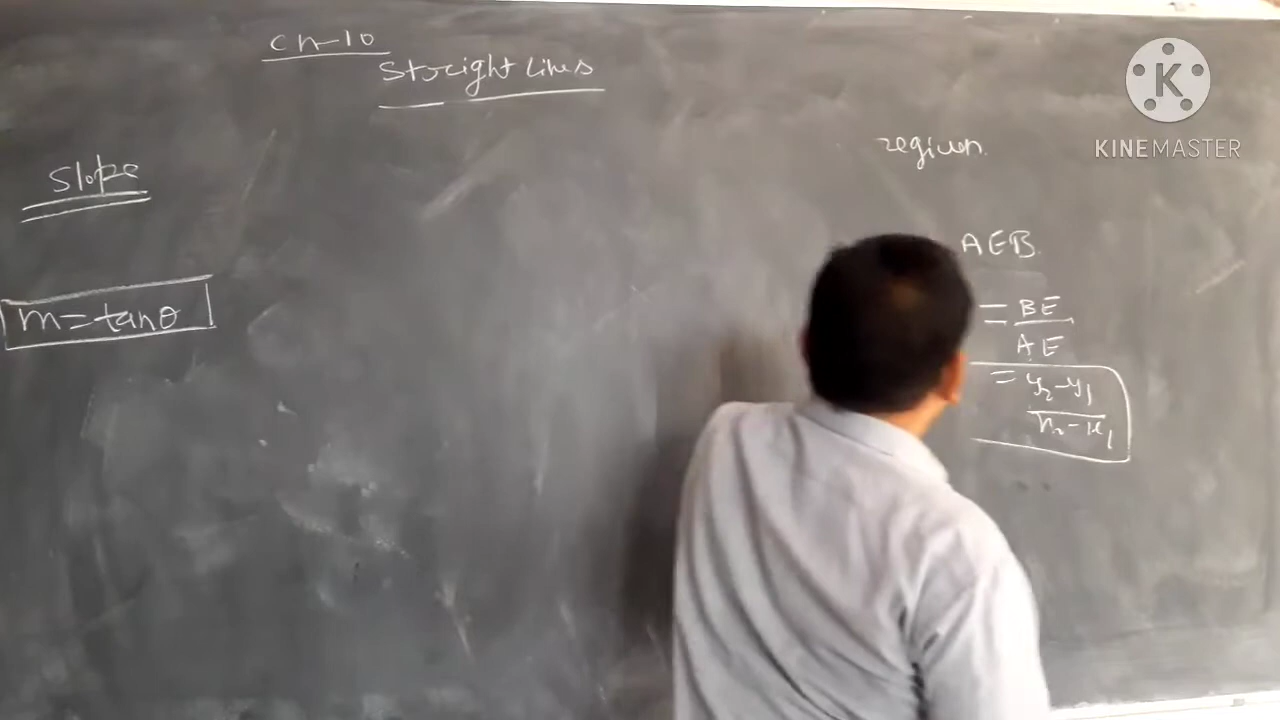 Ch-10
Straight Lines
Slope
m = tanθ
region
AEB
= BE
AE
= y₂-y₁
x₂-x₁
K
KINEMASTER